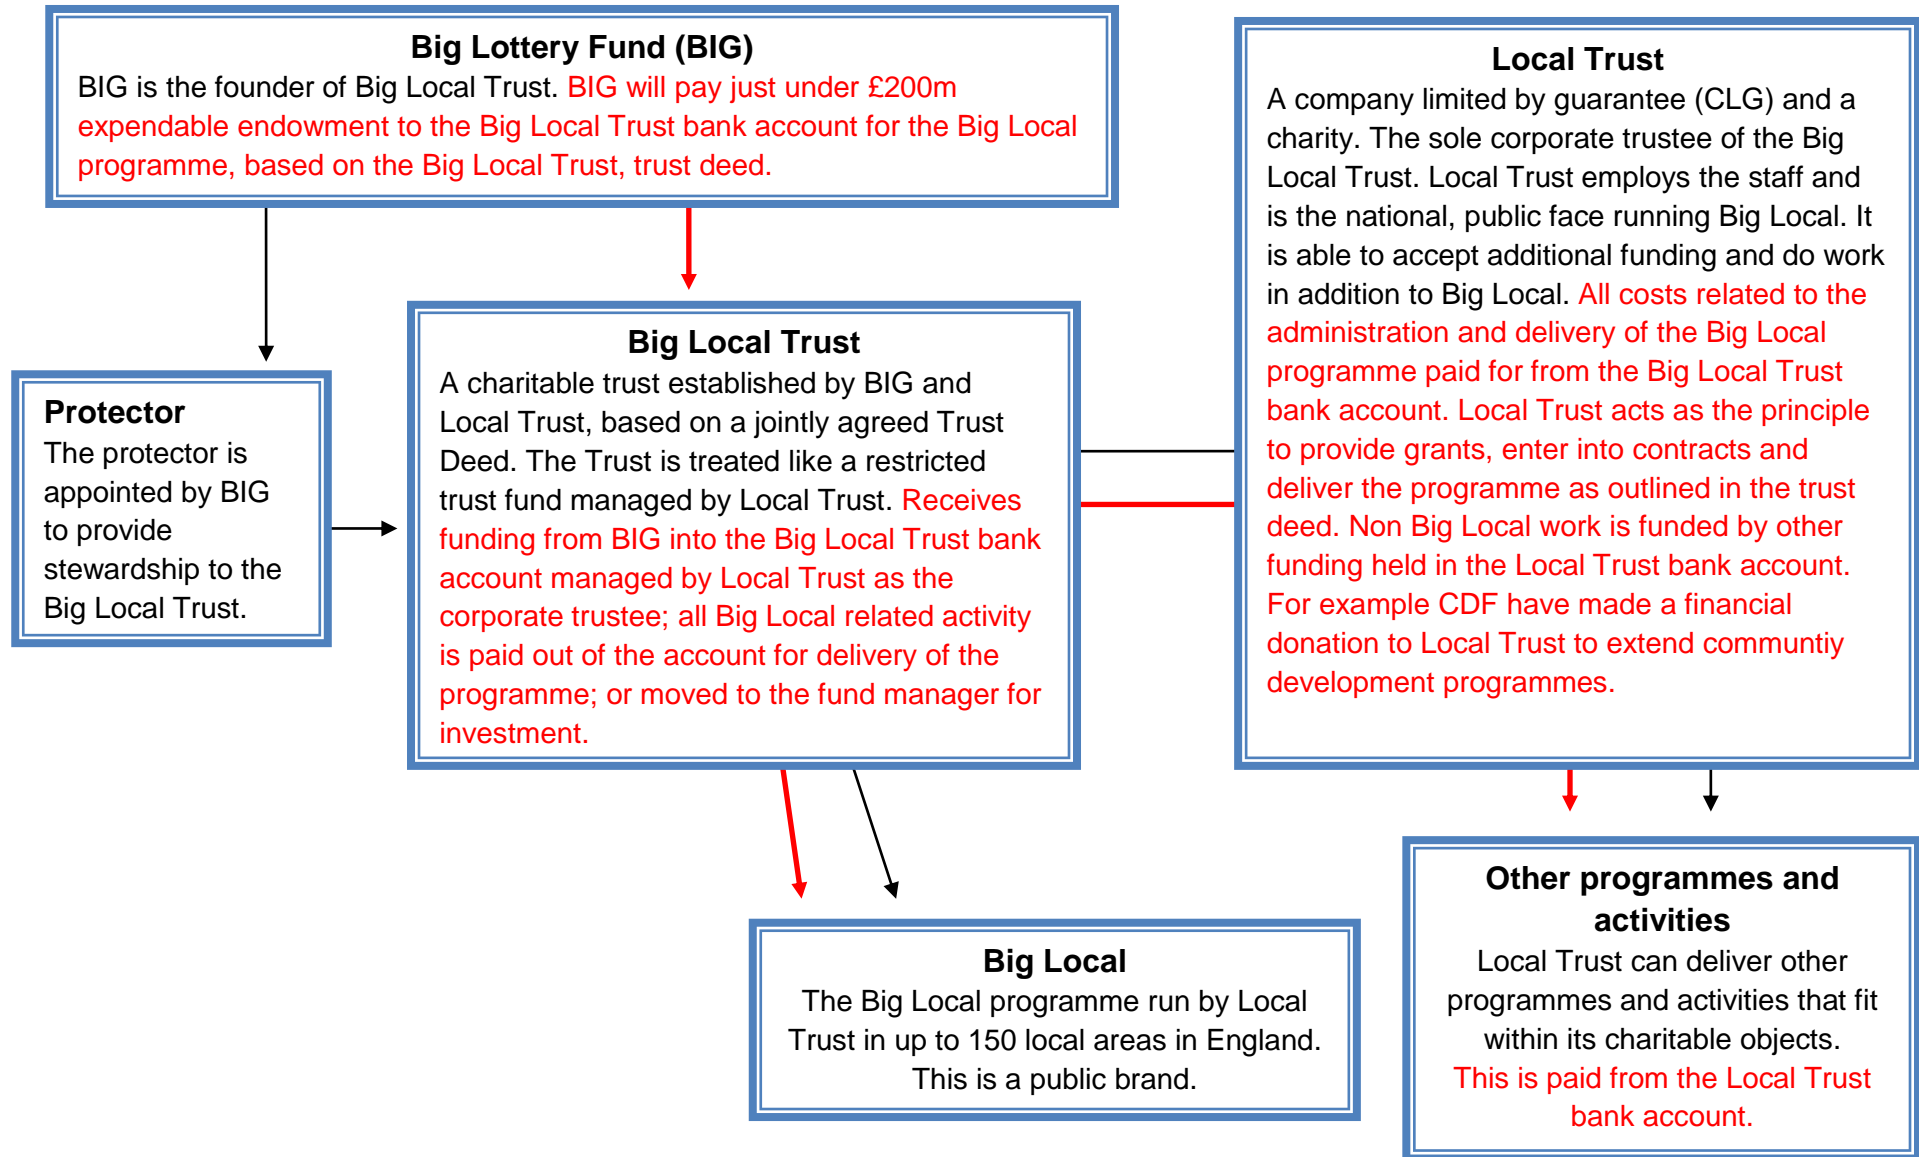 Big Lottery Fund (BIG)
BIG is the founder of Big Local Trust. BIG will pay just under £200m
expendable endowment to the Big Local Trust bank account for the Big Local
programme, based on the Big Local Trust, trust deed.
Local Trust
A company limited by guarantee (CLG) and a
charity. The sole corporate trustee of the Big
Local Trust. Local Trust employs the staff and
is the national, public face running Big Local. It
is able to accept additional funding and do work
in addition to Big Local. All costs related to the
administration and delivery of the Big Local
programme paid for from the Big Local Trust
bank account. Local Trust acts as the principle
to provide grants, enter into contracts and
deliver the programme as outlined in the trust
deed. Non Big Local work is funded by other
funding held in the Local Trust bank account.
For example CDF have made a financial
donation to Local Trust to extend communtiy
development programmes.
Big Local Trust
A charitable trust established by BIG and
Local Trust, based on a jointly agreed Trust
Deed. The Trust is treated like a restricted
trust fund managed by Local Trust. Receives
funding from BIG into the Big Local Trust bank
account managed by Local Trust as the
corporate trustee; all Big Local related activity
is paid out of the account for delivery of the
programme; or moved to the fund manager for
investment.
Protector
The protector is
appointed by BIG
to provide
stewardship to the
Big Local Trust.
Big Local
The Big Local programme run by Local
Trust in up to 150 local areas in England.
This is a public brand.
Other programmes and
activities
Local Trust can deliver other
programmes and activities that fit
within its charitable objects.
This is paid from the Local Trust
bank account.